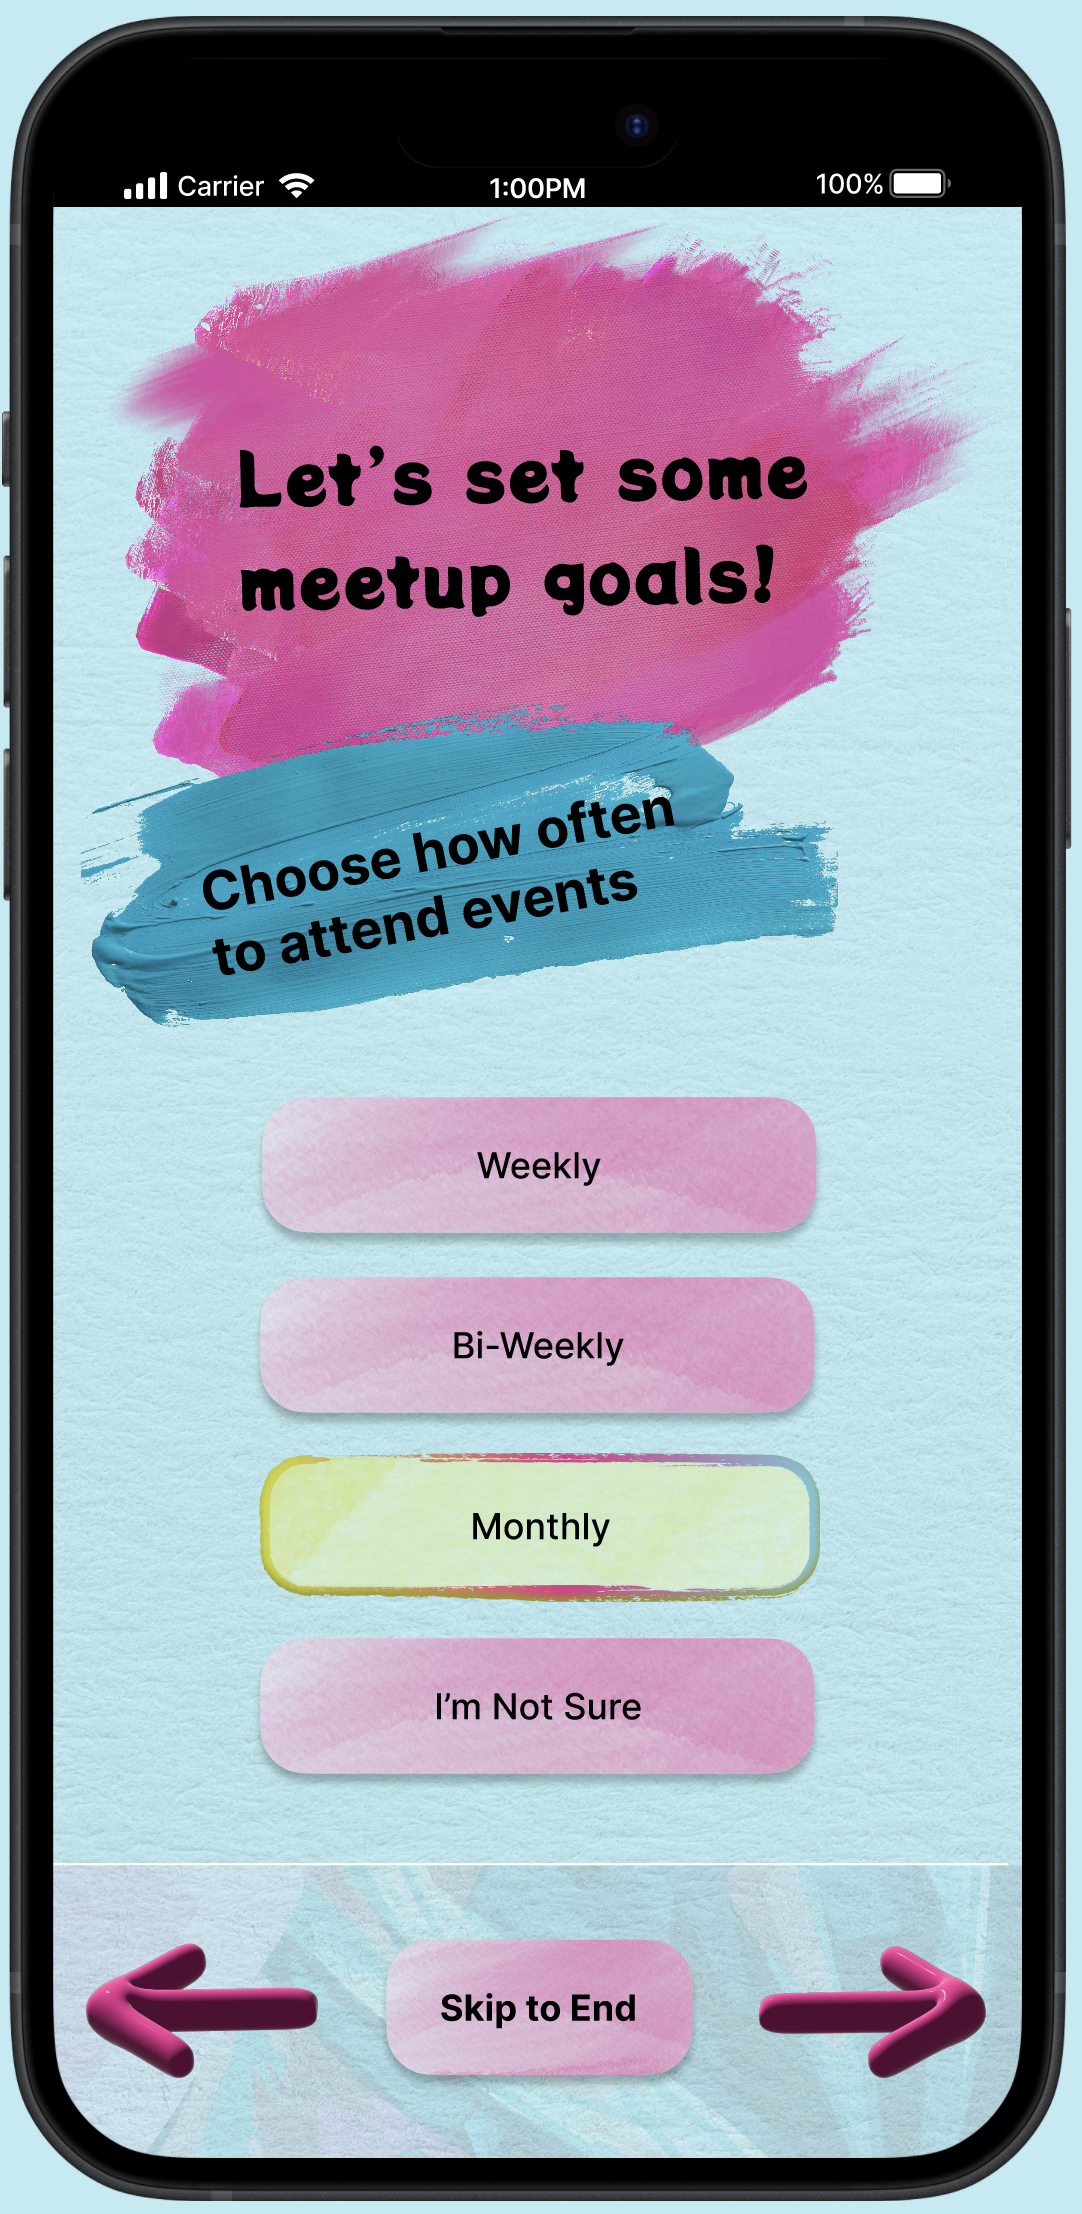 Carrier 1:00PM 100%
Let’s set some
meetup goals!
Choose how often
to attend events
Weekly
Bi-Weekly
Monthly
I’m Not Sure
Skip to End